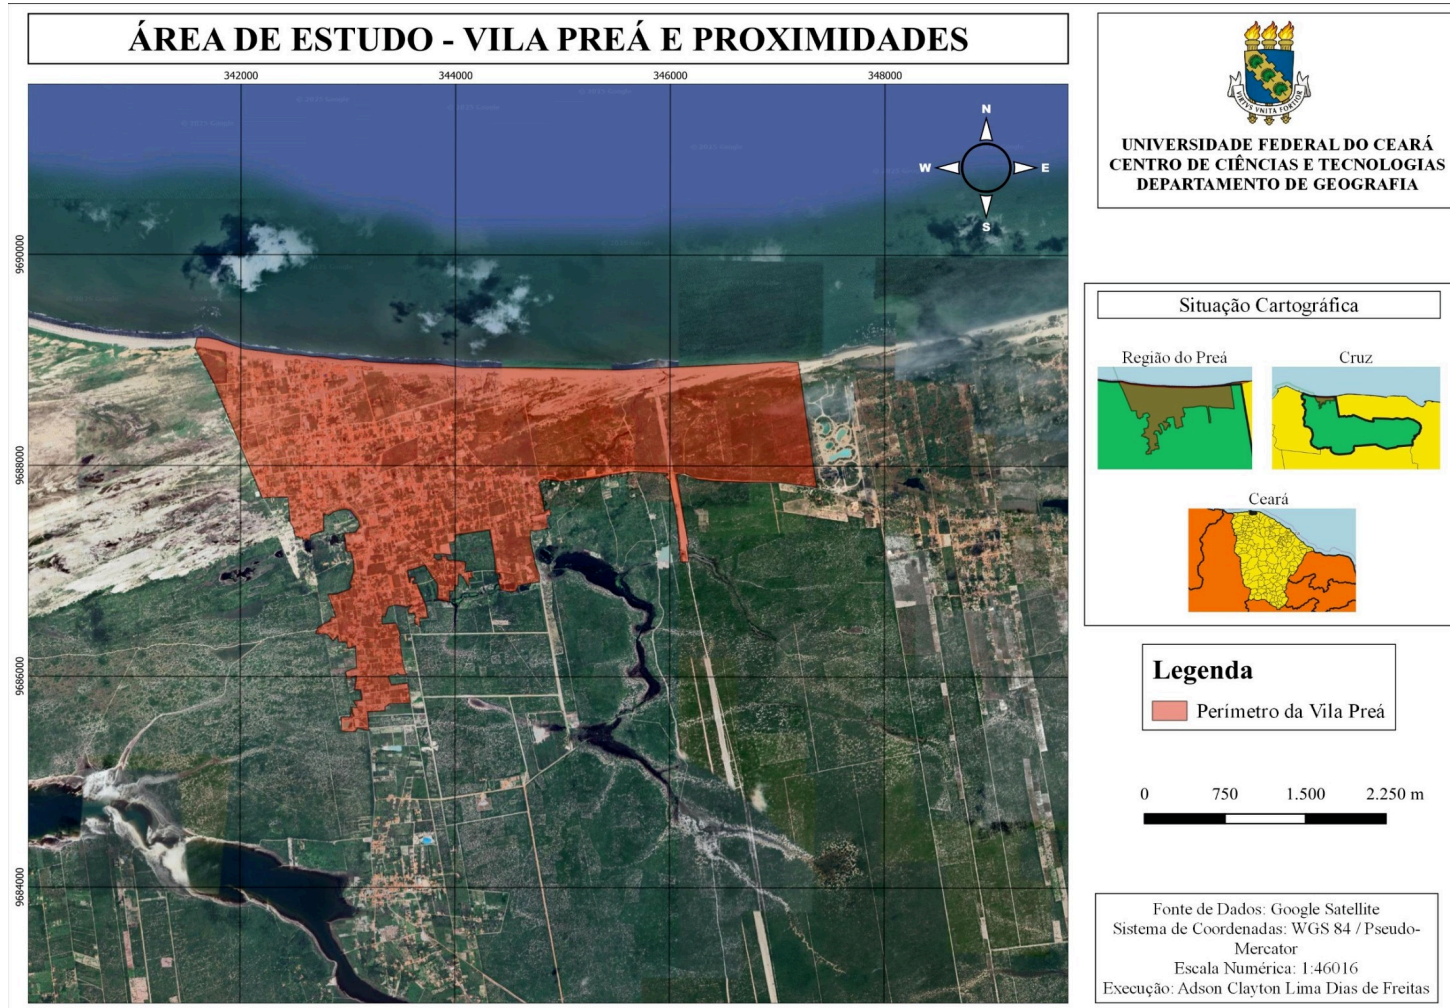 ÁREA DE ESTUDO - VILA PREÁ E PROXIMIDADES
342000
344000
346000
348000
9690000
9688000
9686000
9684000
N
W
E
S
VIRTVS VNITA FORTIOR
UNIVERSIDADE FEDERAL DO CEARÁ
CENTRO DE CIÊNCIAS E TECNOLOGIAS
DEPARTAMENTO DE GEOGRAFIA
Situação Cartográfica
Região do Preá
Cruz
Ceará
Legenda
Perímetro da Vila Preá
0 750 1.500 2.250 m
Fonte de Dados: Google Satellite
Sistema de Coordenadas: WGS 84 / Pseudo-
Mercator
Escala Numérica: 1:46016
Execução: Adson Clayton Lima Dias de Freitas